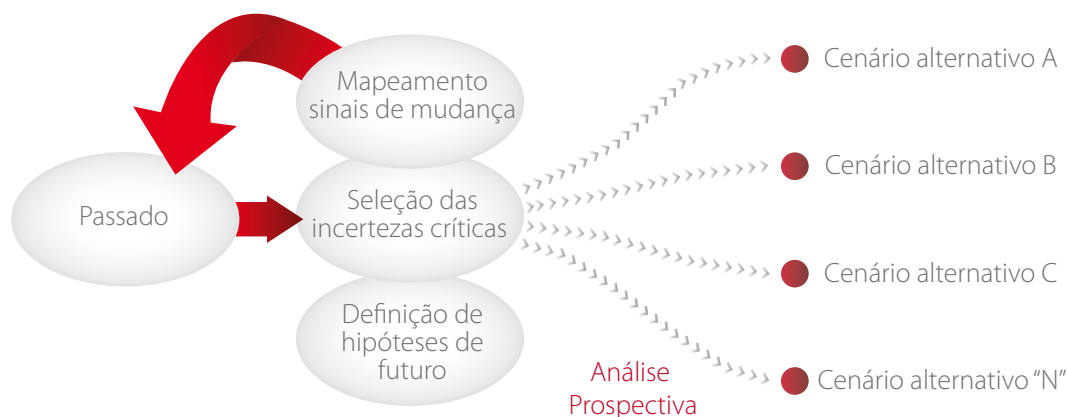 Passado
Mapeamento
sinais de mudança
Seleção das
incertezas críticas
Definição de
hipóteses de
futuro
Análise
Prospectiva
Cenário alternativo A
Cenário alternativo B
Cenário alternativo C
Cenário alternativo “N”